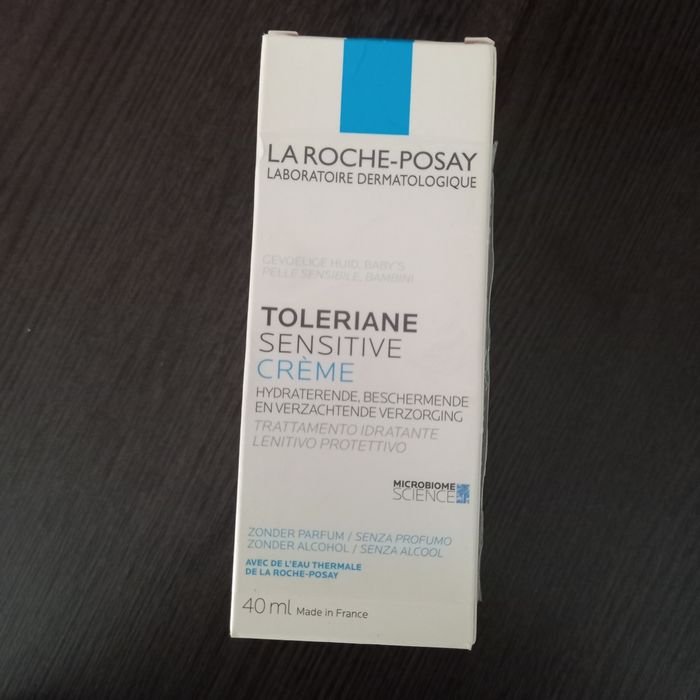 LA ROCHE-POSAY
LABORATOIRE DERMATOLOGIQUE
GEVOELIGE HUID, BABY'S
PELLE SENSIBILE, BAMBINI
TOLERIANE
SENSITIVE
CRÈME
HYDRATERENDE, BESCHERMENDE
EN VERZACHTENDE VERZORGING
TRATTAMENTO IDRATANTE
LENITIVO PROTETTIVO
MICROBIOME
SCIENCE
ZONDER PARFUM / SENZA PROFUMO
ZONDER ALCOHOL / SENZA ALCOOL
AVEC DE L'EAU THERMALE
DE LA ROCHE-POSAY
40 ml Made in France